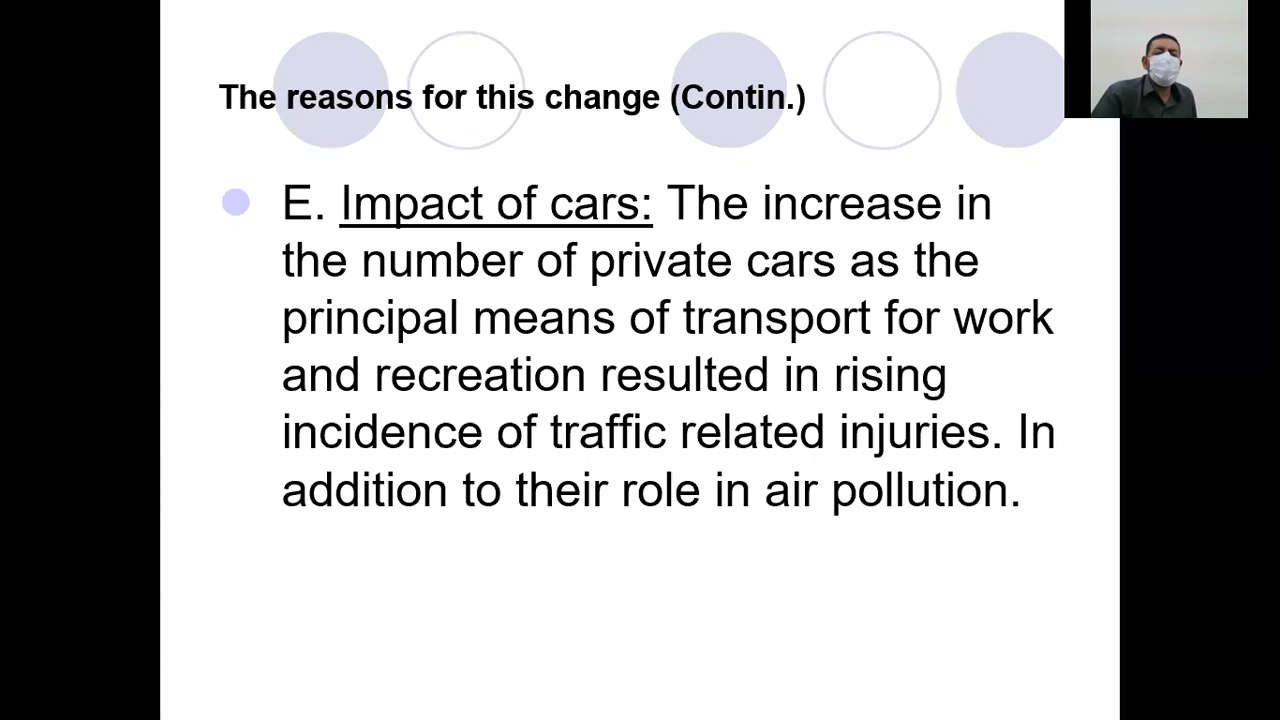 The reasons for this change (Contin.)
E. Impact of cars: The increase in
the number of private cars as the
principal means of transport for work
and recreation resulted in rising
incidence of traffic related injuries. In
addition to their role in air pollution.